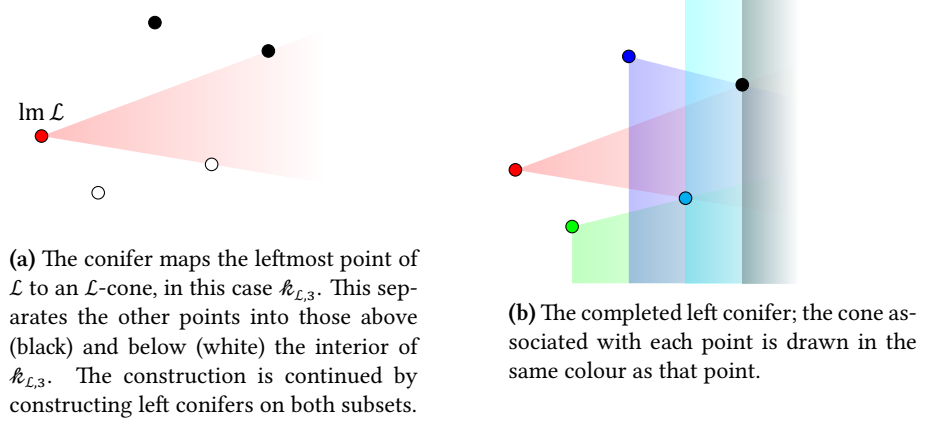 lm ℒ
(a) The conifer maps the leftmost point of
ℒ to an ℒ-cone, in this case 𝓀ℒ,3. This sep-
arates the other points into those above
(black) and below (white) the interior of
𝓀ℒ,3. The construction is continued by
constructing left conifers on both subsets.
(b) The completed left conifer; the cone as-
sociated with each point is drawn in the
same colour as that point.